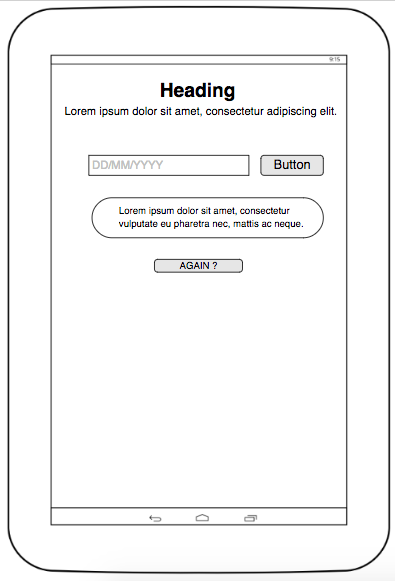 9:15
Heading
Lorem ipsum dolor sit amet, consectetur adipiscing elit.
DD/MM/YYYY
Button
Lorem ipsum dolor sit amet, consectetur
vulputate eu pharetra nec, mattis ac neque.
AGAIN ?